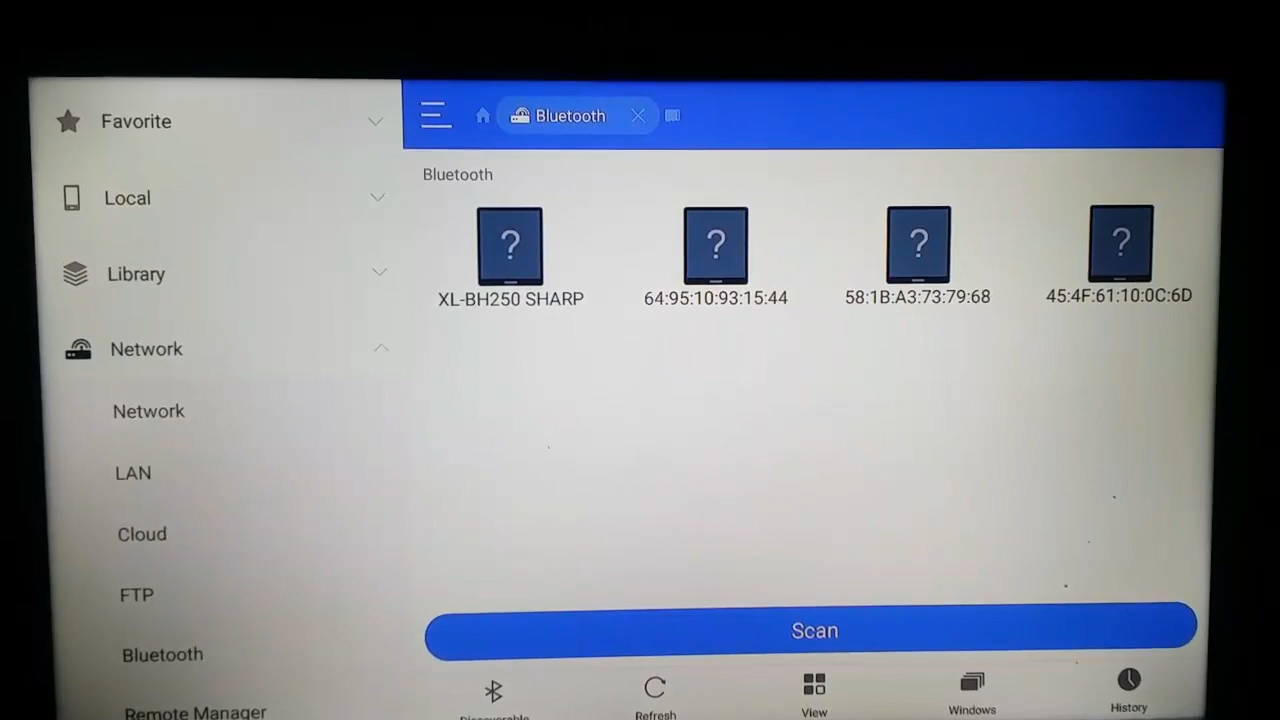 Favorite
Local
Library
Network
Network
LAN
Cloud
FTP
Bluetooth
Remote Manager
Bluetooth
Bluetooth
?
?
?
?
XL-BH250 SHARP
64:95:10:93:15:44
58:1B:A3:73:79:68
45:4F:61:10:0C:6D
Scan
Discoverable
Refresh
View
Windows
History